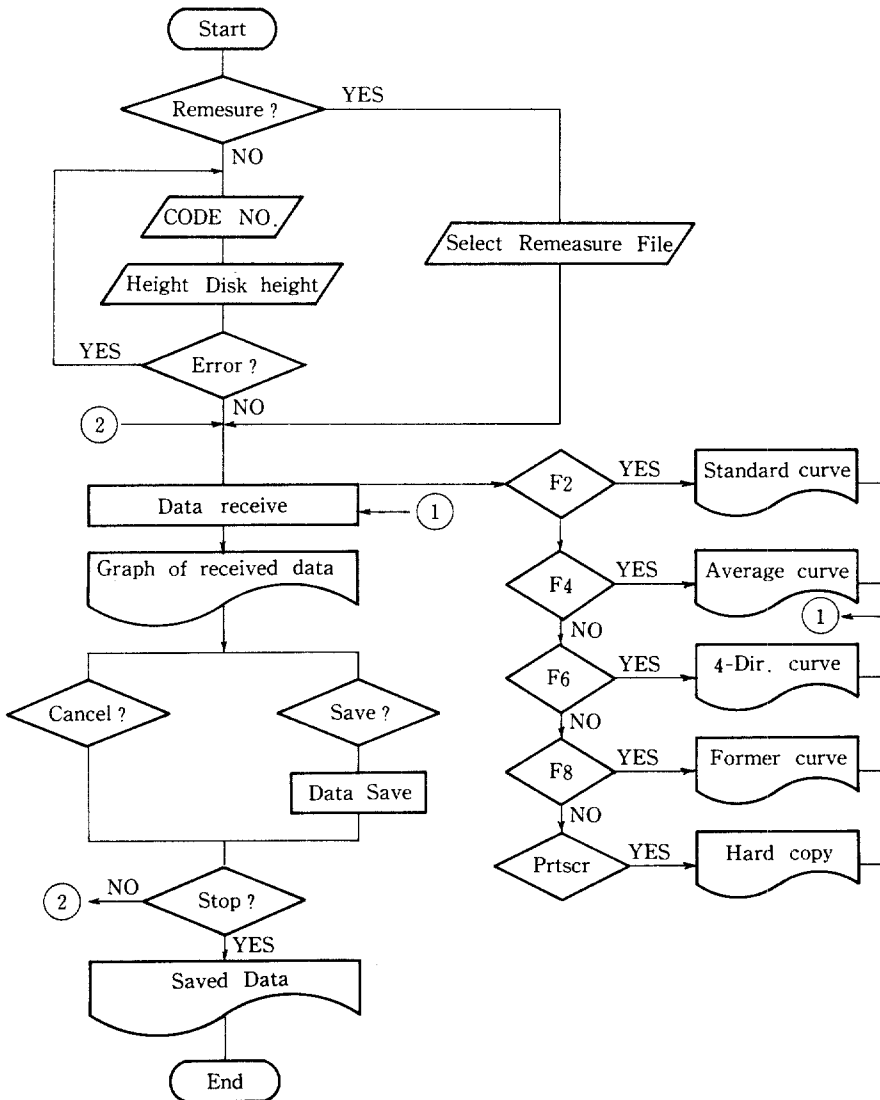 Start
Remesure ?
YES
NO
CODE NO.
Select Remeasure File
Height Disk height
YES
Error ?
NO
2
Data receive
1
Graph of received data
Cancel ?
Save ?
Data Save
NO
2
Stop ?
YES
Saved Data
End
F2
YES
Standard curve
F4
YES
Average curve
1
NO
F6
YES
4-Dir. curve
NO
F8
YES
Former curve
NO
Prtscr
YES
Hard copy